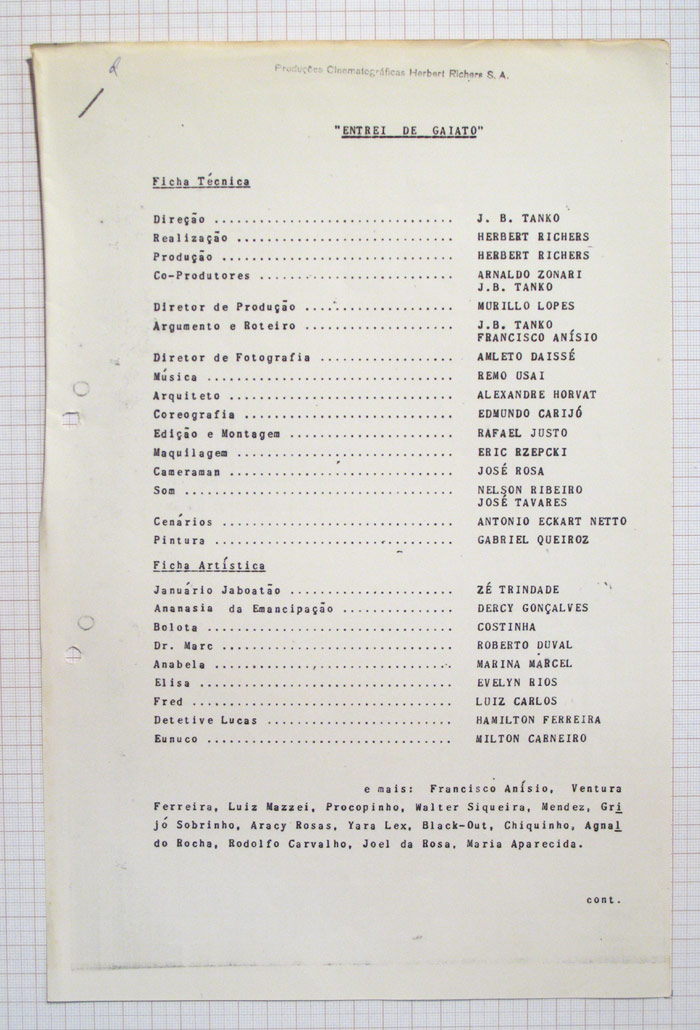 Produções Cinematográficas Herbert Richers S. A.
"ENTREI DE GAIATO"
Ficha Técnica
Direção ................................ J. B. TANKO
Realização ............................. HERBERT RICHERS
Produção ............................... HERBERT RICHERS
Co-Produtores .......................... ARNALDO ZONARI
J.B. TANKO
Diretor de Produção .................... MURILLO LOPES
Argumento e Roteiro .................... J.B. TANKO
FRANCISCO ANÍSIO
Diretor de Fotografia .................. AMLETO DAISSÉ
Música ................................. REMO USAI
Arquiteto .............................. ALEXANDRE HORVAT
Coreografia ............................ EDMUNDO CARIJÓ
Edição e Montagem ...................... RAFAEL JUSTO
Maquilagem ............................. ERIC RZEPCKI
Cameraman .............................. JOSÉ ROSA
Som .................................... NELSON RIBEIRO
JOSÉ TAVARES
Cenários ............................... ANTONIO ECKART NETTO
Pintura ................................ GABRIEL QUEIROZ
Ficha Artística
Januário Jaboatão ...................... ZÉ TRINDADE
Ananasia da Emancipação ............... DERCY GONÇALVES
Bolota ................................. COSTINHA
Dr. Marc ............................... ROBERTO DUVAL
Anabela ................................ MARINA MARCEL
Elisa .................................. EVELYN RIOS
Fred ................................... LUIZ CARLOS
Detetive Lucas ......................... HAMILTON FERREIRA
Eunuco ................................. MILTON CARNEIRO
e mais: Francisco Anísio, Ventura
Ferreira, Luiz Mazzei, Procopinho, Walter Siqueira, Mendez, Gri
jó Sobrinho, Aracy Rosas, Yara Lex, Black-Out, Chiquinho, Agnal
do Rocha, Rodolfo Carvalho, Joel da Rosa, Maria Aparecida.
cont.